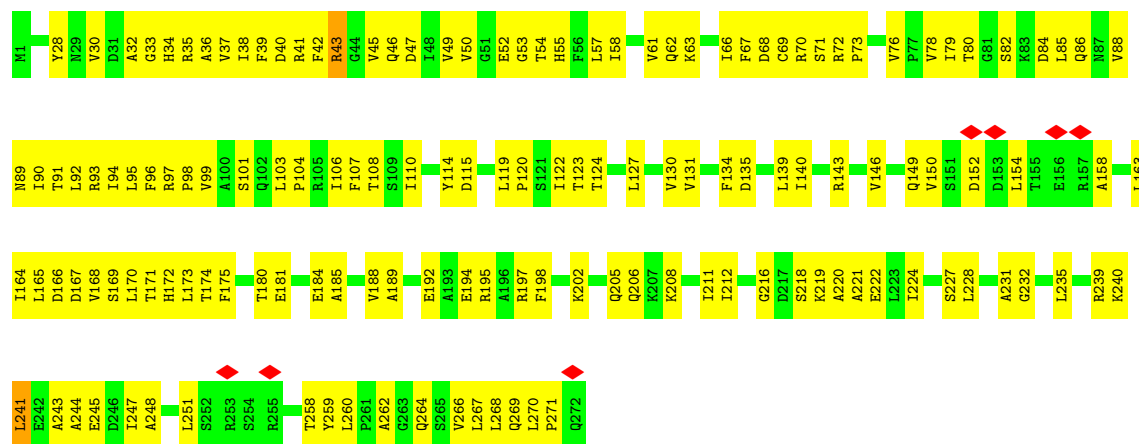 M1 Y28 N29 V30 D31 A32 G33 H34 R35 A36 V37 I38 F39 D40 R41 F42 R43 G44 V45 Q46 D47 I48 V49 V50 G51 E52 G53 T54 H55 F56 L57 I58 V61 Q62 K63 I66 F67 D68 C69 R70 S71 R72 P73 V76 P77 V78 I79 T80 G81 S82 K83 D84 L85 Q86 N87 V88
N89 I90 T91 L92 R93 I94 L95 F96 R97 P98 V99 A100 S101 Q102 L103 P104 R105 I106 F107 T108 S109 I110 Y114 D115 L119 P120 S121 I122 T123 T124 L127 V130 V131 F134 D135 L139 I140 R143 V146 Q149 V150 S151 D152 D153 L154 T155 E156 R157 A158 L163
I164 L165 D166 D167 V168 S169 L170 T171 H172 L173 T174 F175 T180 E181 E184 A185 V188 A189 E192 A193 E194 R195 A196 R197 F198 K202 Q205 Q206 K207 K208 I211 I212 G216 D217 S218 K219 A220 A221 E222 L223 I224 S227 L228 A231 G232 L235 R239 K240
L241 E242 A243 A244 E245 D246 I247 A248 L251 S252 R253 S254 R255 T258 Y259 L260 P261 A262 G263 Q264 S265 V266 L267 L268 Q269 L270 P271 Q272